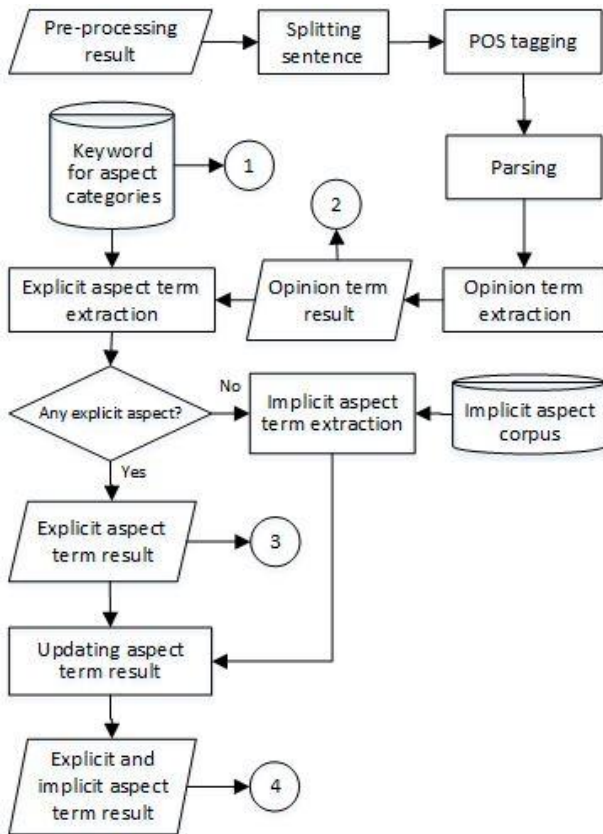 Pre-processing
result
Splitting
sentence
POS tagging
Keyword
for aspect
categories
1
Parsing
2
Explicit aspect term
extraction
Opinion term
result
Opinion term
extraction
Any explicit aspect?
No
Implicit aspect
term extraction
Implicit aspect
corpus
Yes
Explicit aspect
term result
3
Updating aspect
term result
Explicit and
implicit aspect
term result
4